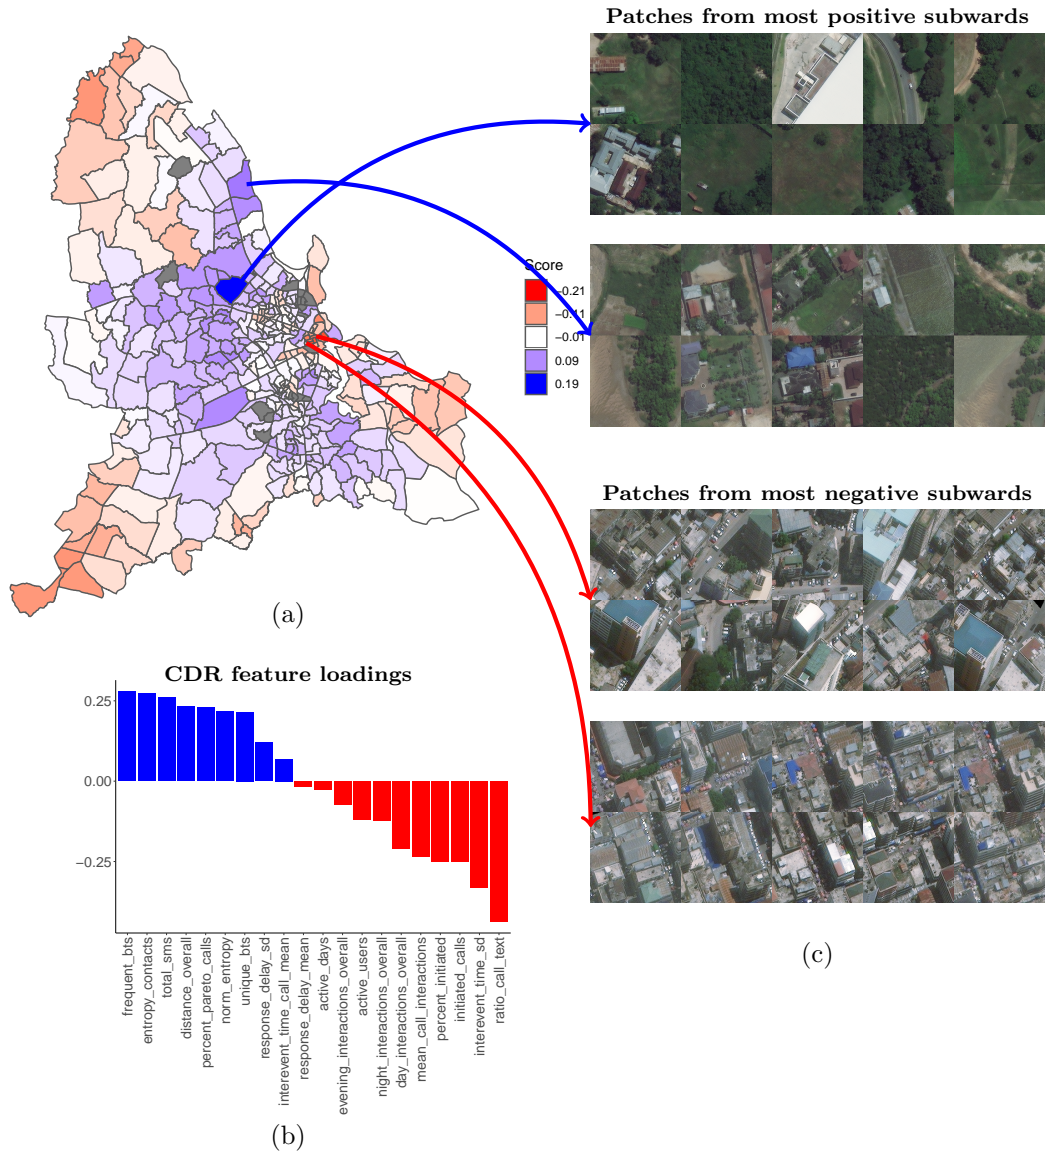 Patches from most positive subwards
Score
-0.21
-0.11
-0.01
0.09
0.19
Patches from most negative subwards
(a)
CDR feature loadings
0.25
0.00
−0.25
frequent_bts
entropy_contacts
total_sms
distance_overall
percent_pareto_calls
norm_entropy
unique_bts
response_delay_sd
interevent_time_call_mean
response_delay_mean
active_days
evening_interactions_overall
active_users
night_interactions_overall
day_interactions_overall
mean_call_interactions
percent_initiated
initiated_calls
interevent_time_sd
ratio_call_text
(b)
(c)